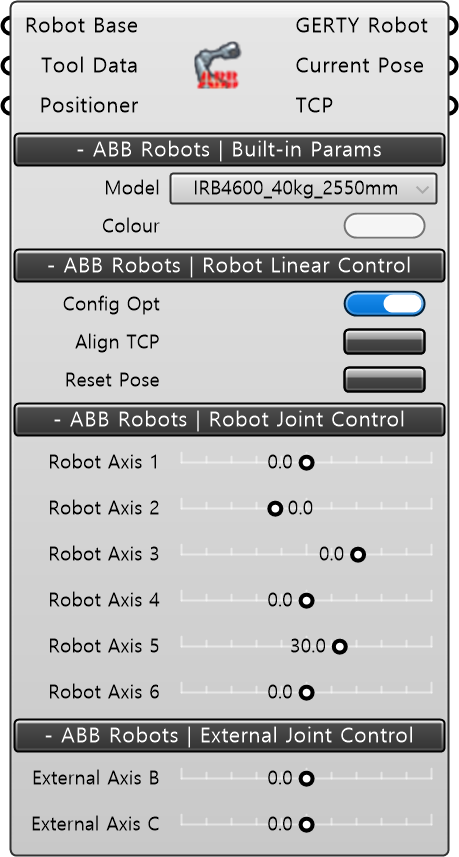 Robot Base GERTY Robot
Tool Data ABB Current Pose
Positioner TCP
- ABB Robots | Built-in Params
Model IRB4600_40kg_2550mm
Colour
- ABB Robots | Robot Linear Control
Config Opt
Align TCP
Reset Pose
- ABB Robots | Robot Joint Control
Robot Axis 1 0.0
Robot Axis 2 0.0
Robot Axis 3 0.0
Robot Axis 4 0.0
Robot Axis 5 30.0
Robot Axis 6 0.0
- ABB Robots | External Joint Control
External Axis B 0.0
External Axis C 0.0